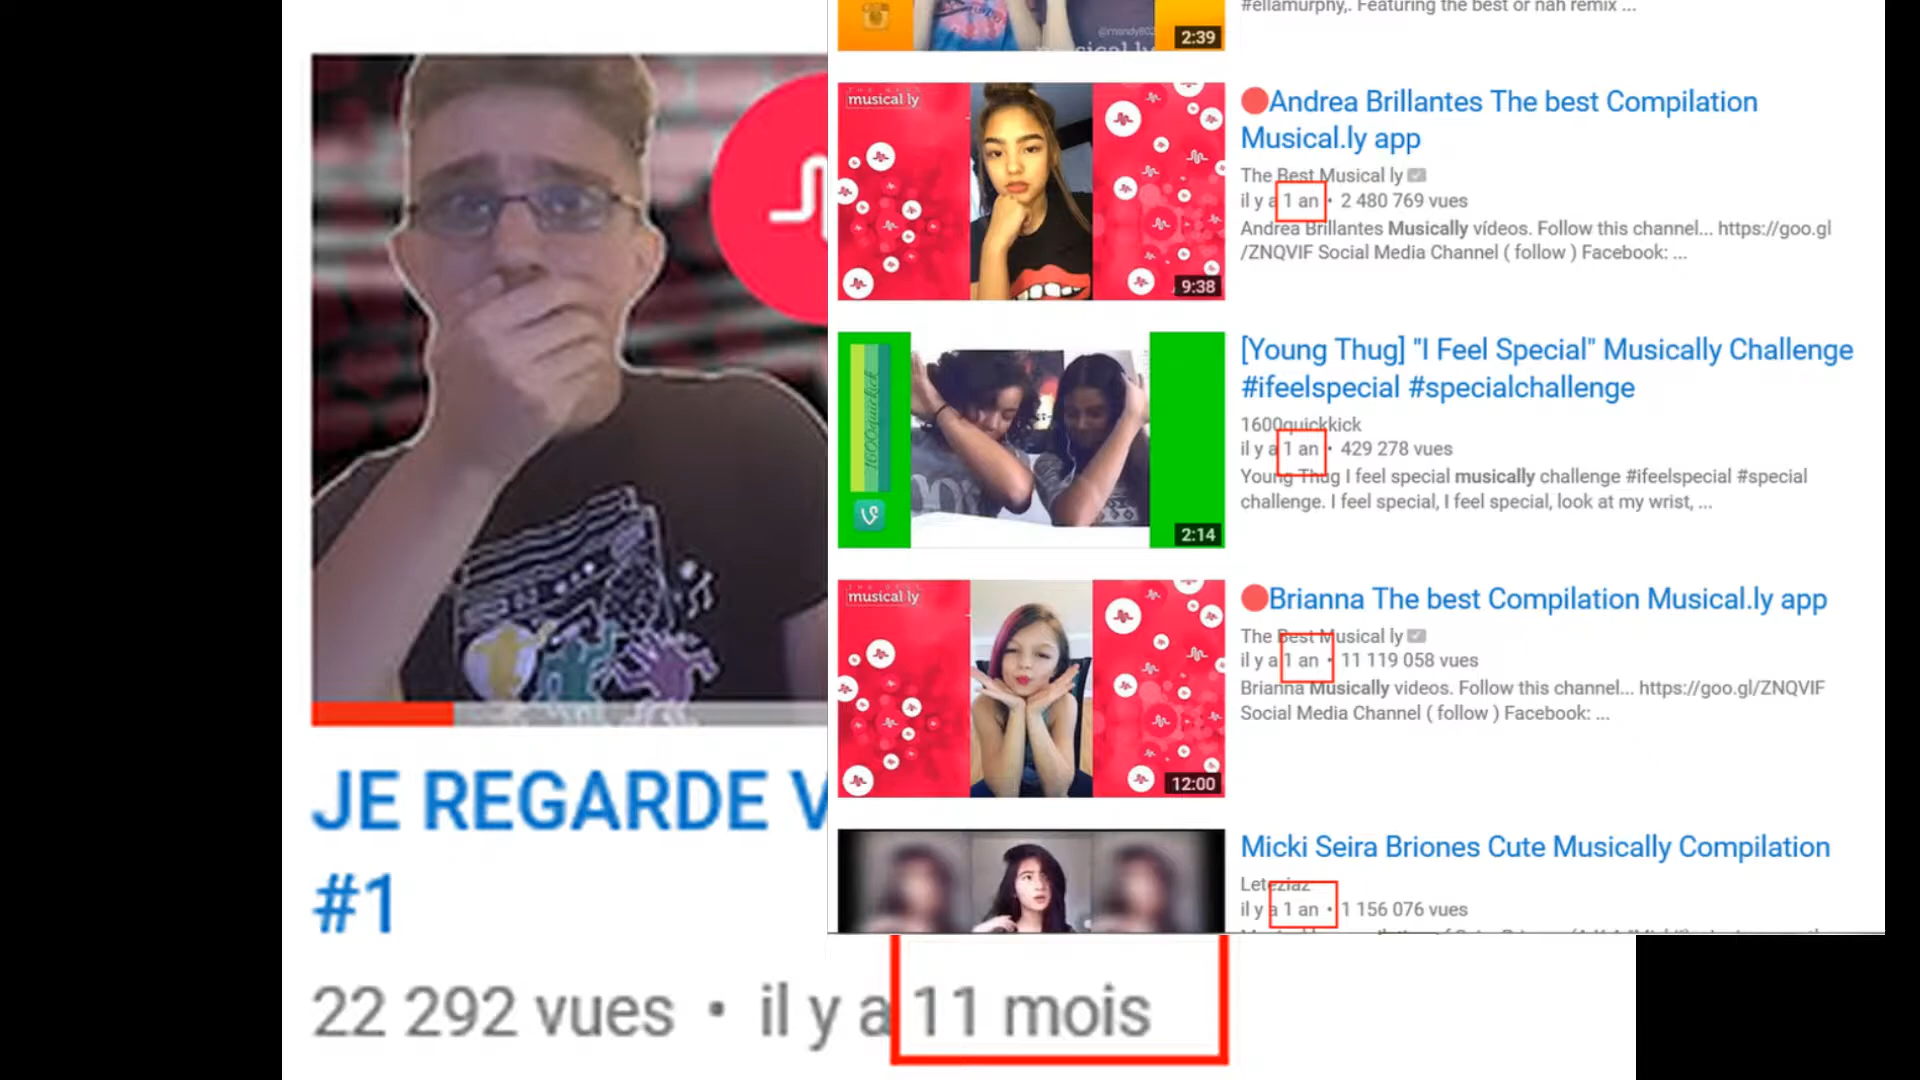 JE REGARDE V
#1
22 292 vues • il y a 11 mois
#ellamurphy,. Featuring the best or nah remix ...
@mandy802
musical.ly
2:39
musical ly
9:38
Andrea Brillantes The best Compilation
Musical.ly app
The Best Musical ly
il y a 1 an • 2 480 769 vues
Andrea Brillantes Musically vídeos. Follow this channel... https://goo.gl
/ZNQVIF Social Media Channel ( follow ) Facebook: ...
1600quickkick
2:14
[Young Thug] "I Feel Special" Musically Challenge
#ifeelspecial #specialchallenge
1600quickkick
il y a 1 an • 429 278 vues
Young Thug I feel special musically challenge #ifeelspecial #special
challenge. I feel special, I feel special, look at my wrist, ...
musical ly
12:00
Brianna The best Compilation Musical.ly app
The Best Musical ly
il y a 1 an • 11 119 058 vues
Brianna Musically videos. Follow this channel... https://goo.gl/ZNQVIF
Social Media Channel ( follow ) Facebook: ...
Micki Seira Briones Cute Musically Compilation
Leteziaz
il y a 1 an • 1 156 076 vues